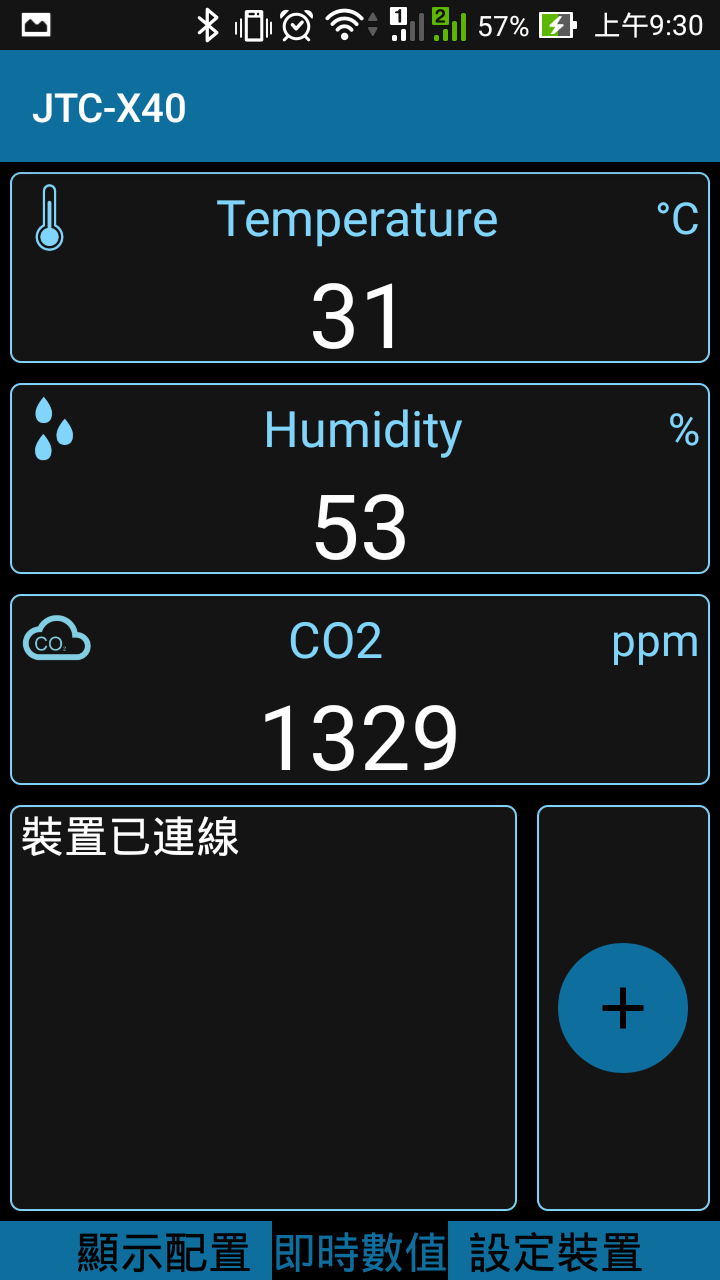 1 2 57% 上午9:30
JTC-X40
Temperature °C
31
Humidity %
53
CO₂ CO2 ppm
1329
裝置已連線
+
顯示配置 即時數值 設定裝置